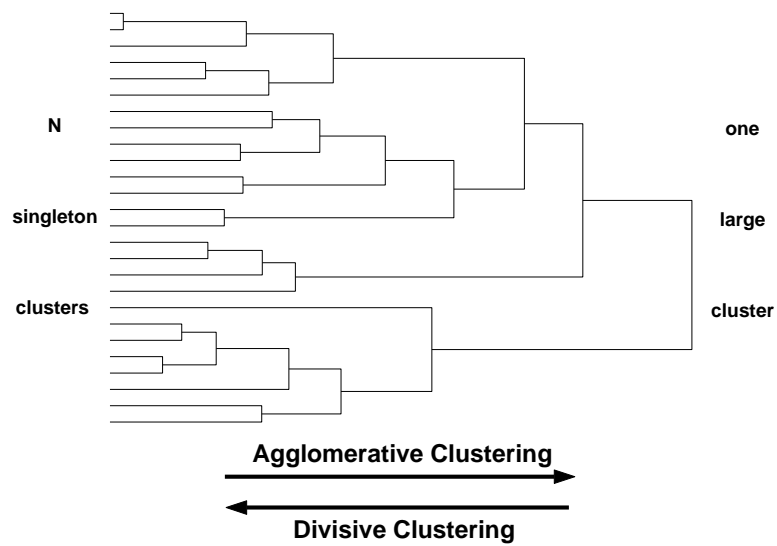 N
singleton
clusters
one
large
cluster
Agglomerative Clustering
Divisive Clustering